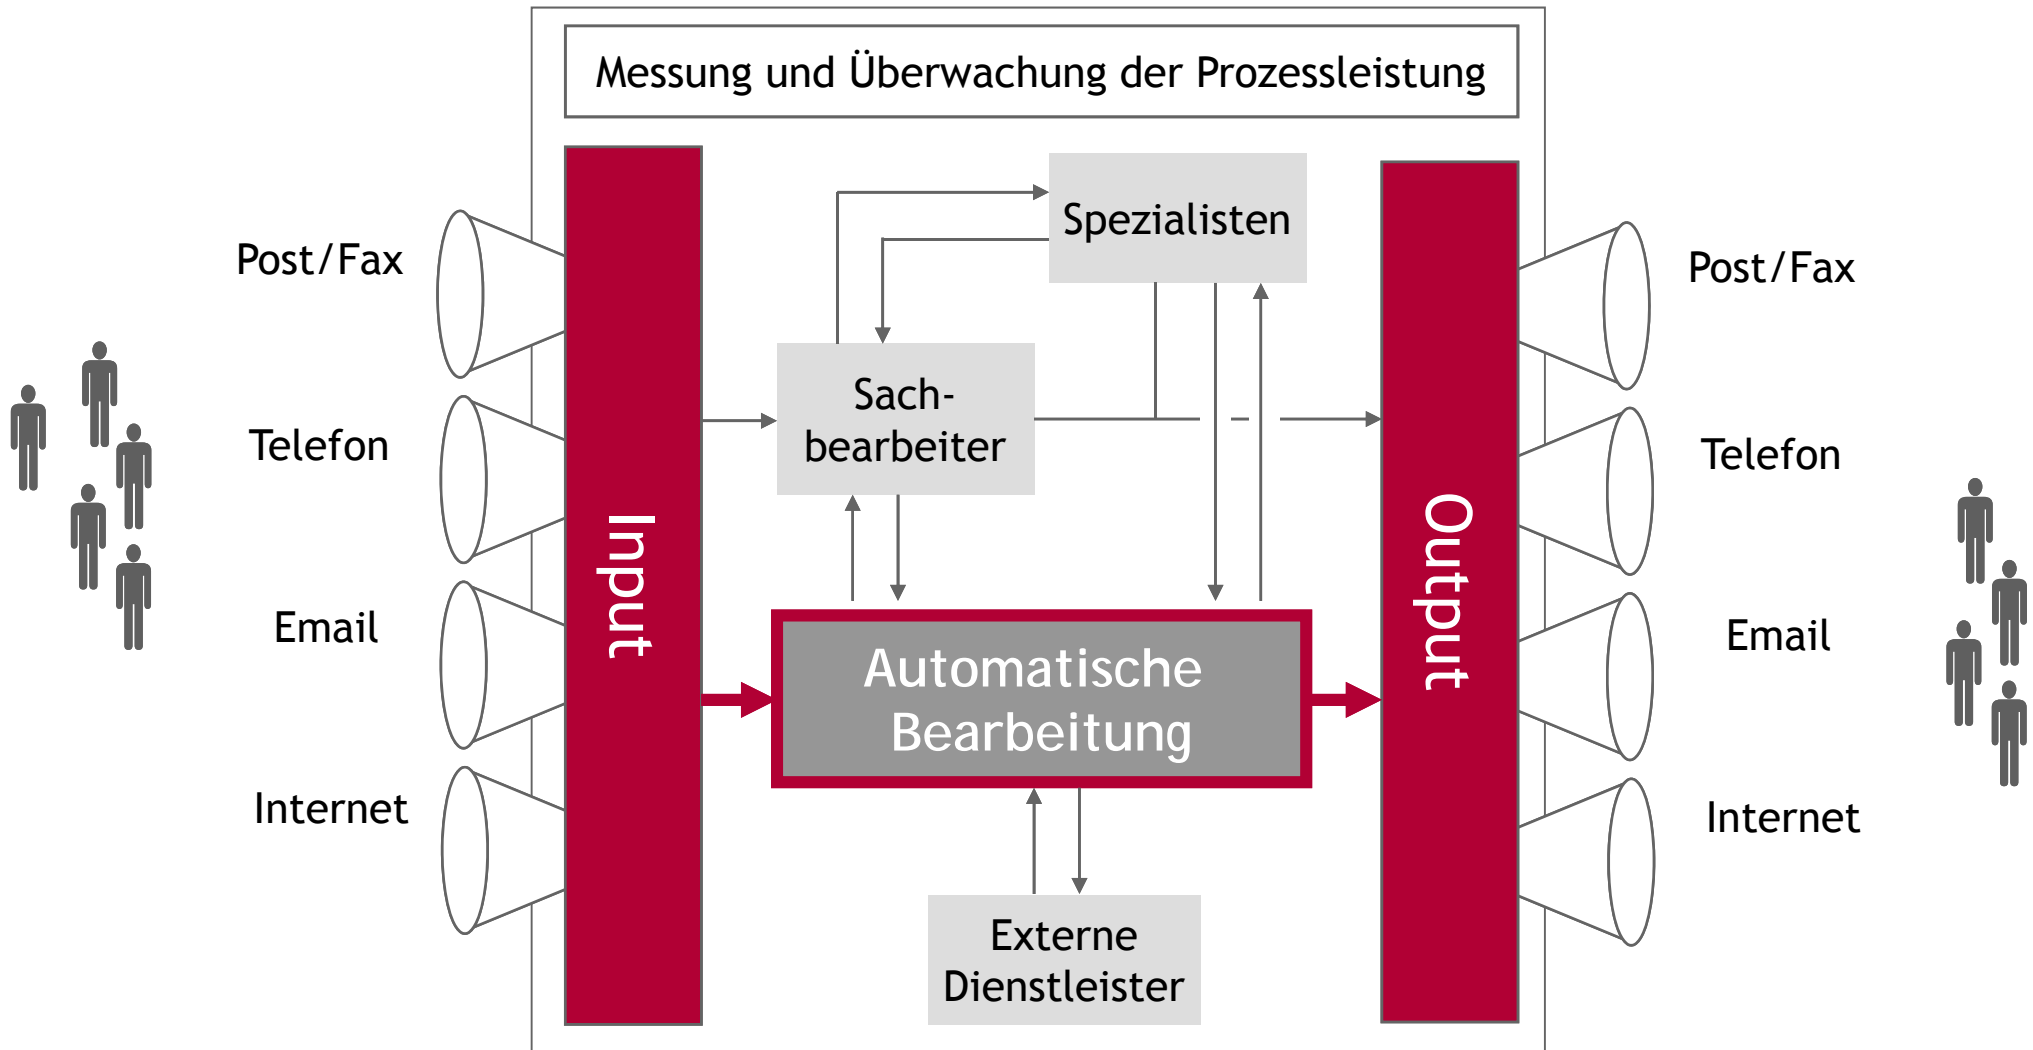 Messung und Überwachung der Prozessleistung
Post/Fax
Telefon
Email
Internet
Input
Spezialisten
Sach-
bearbeiter
Automatische
Bearbeitung
Externe
Dienstleister
Output
Post/Fax
Telefon
Email
Internet